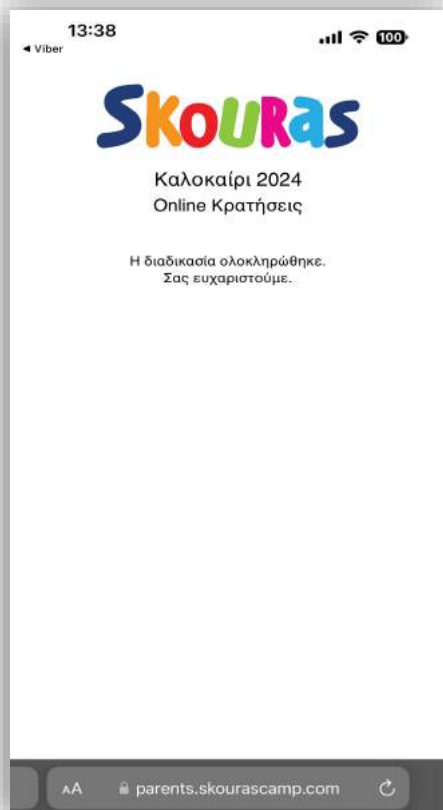 13:38
100
◄ Viber
SKOURAS
Καλοκαίρι 2024
Online Κρατήσεις
Η διαδικασία ολοκληρώθηκε.
Σας ευχαριστούμε.
AA parents.skourascamp.com